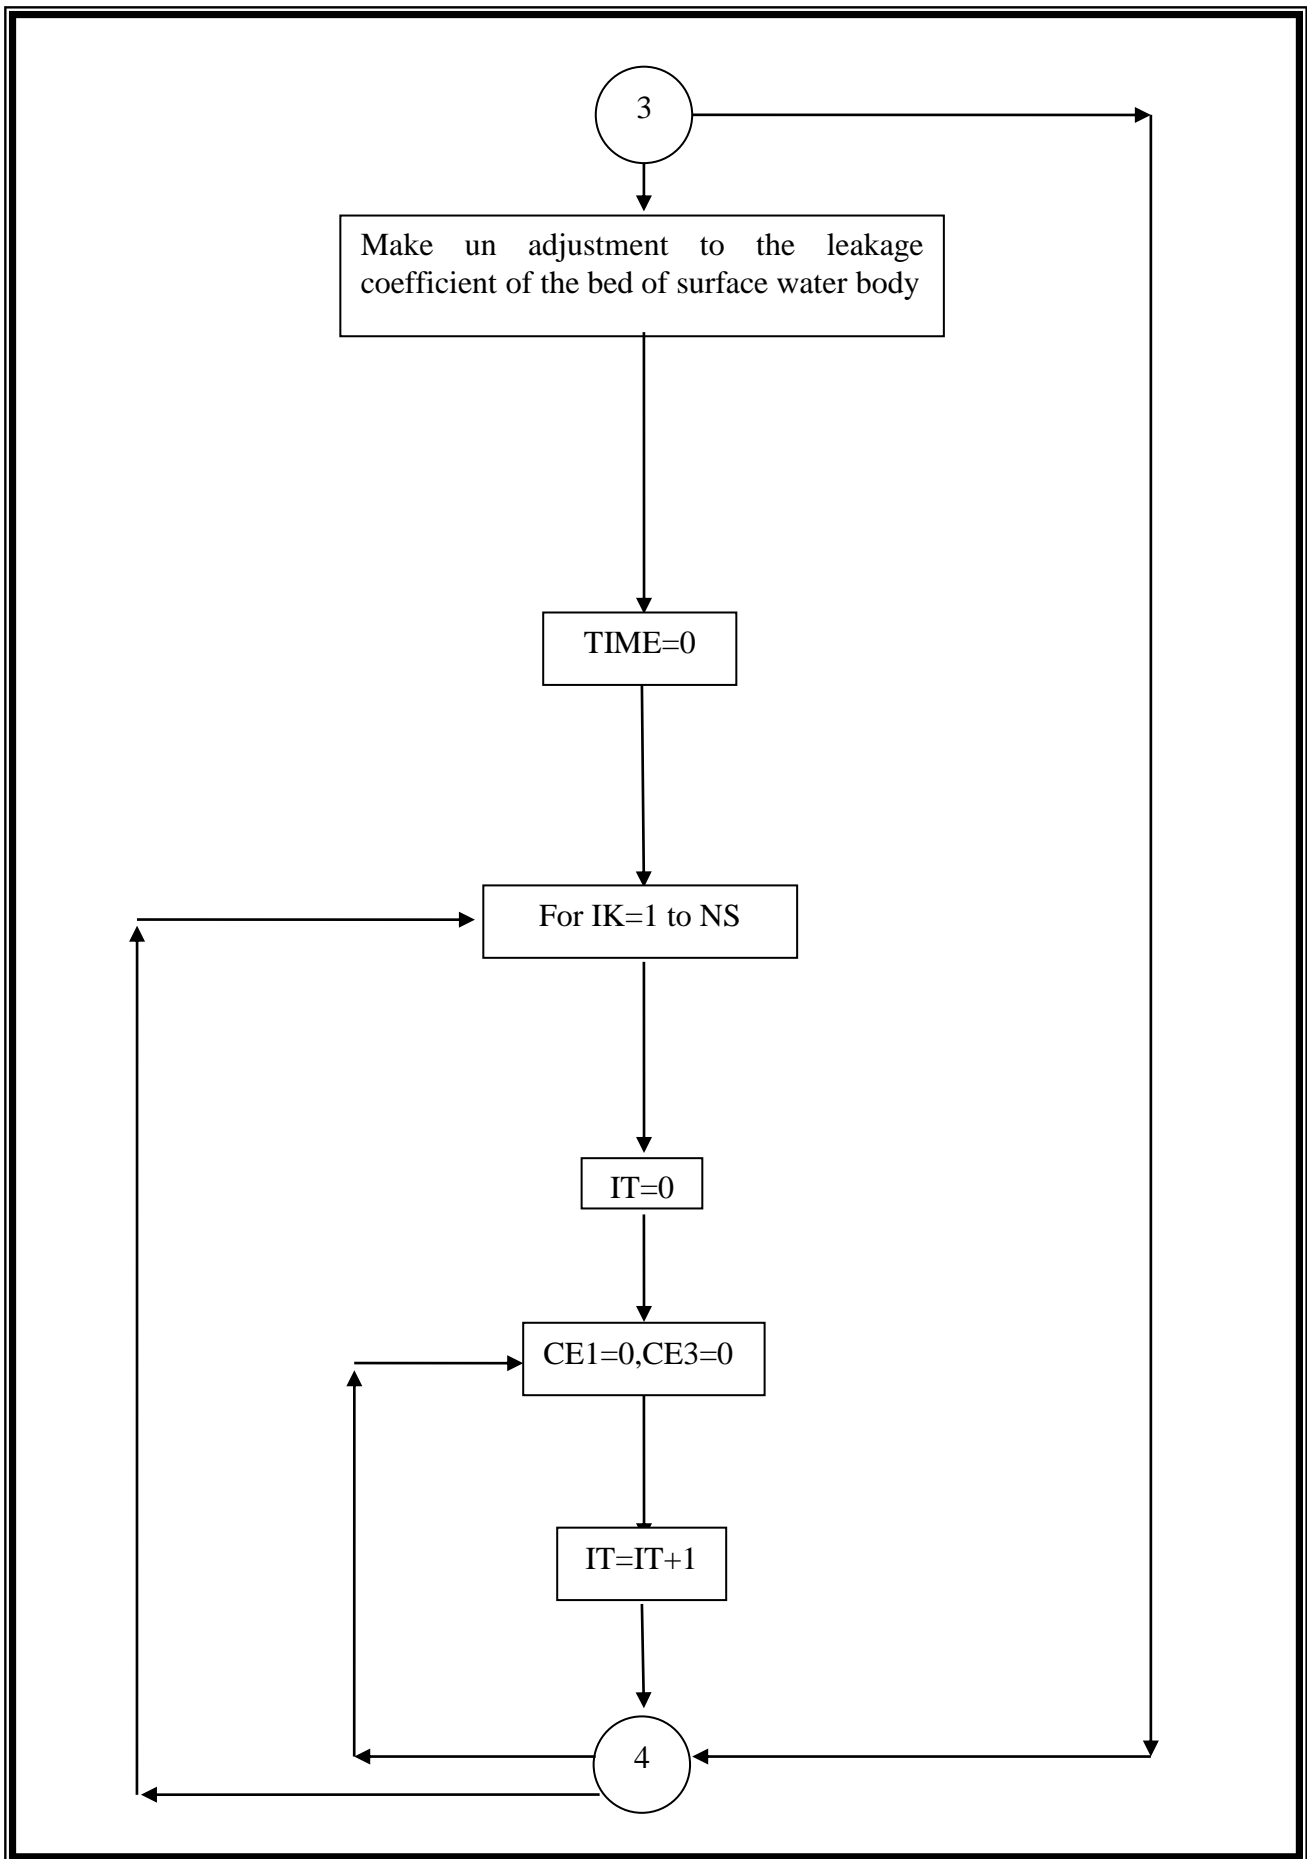 3
Make un adjustment to the leakage
coefficient of the bed of surface water body
TIME=0
For IK=1 to NS
IT=0
CE1=0,CE3=0
IT=IT+1
4